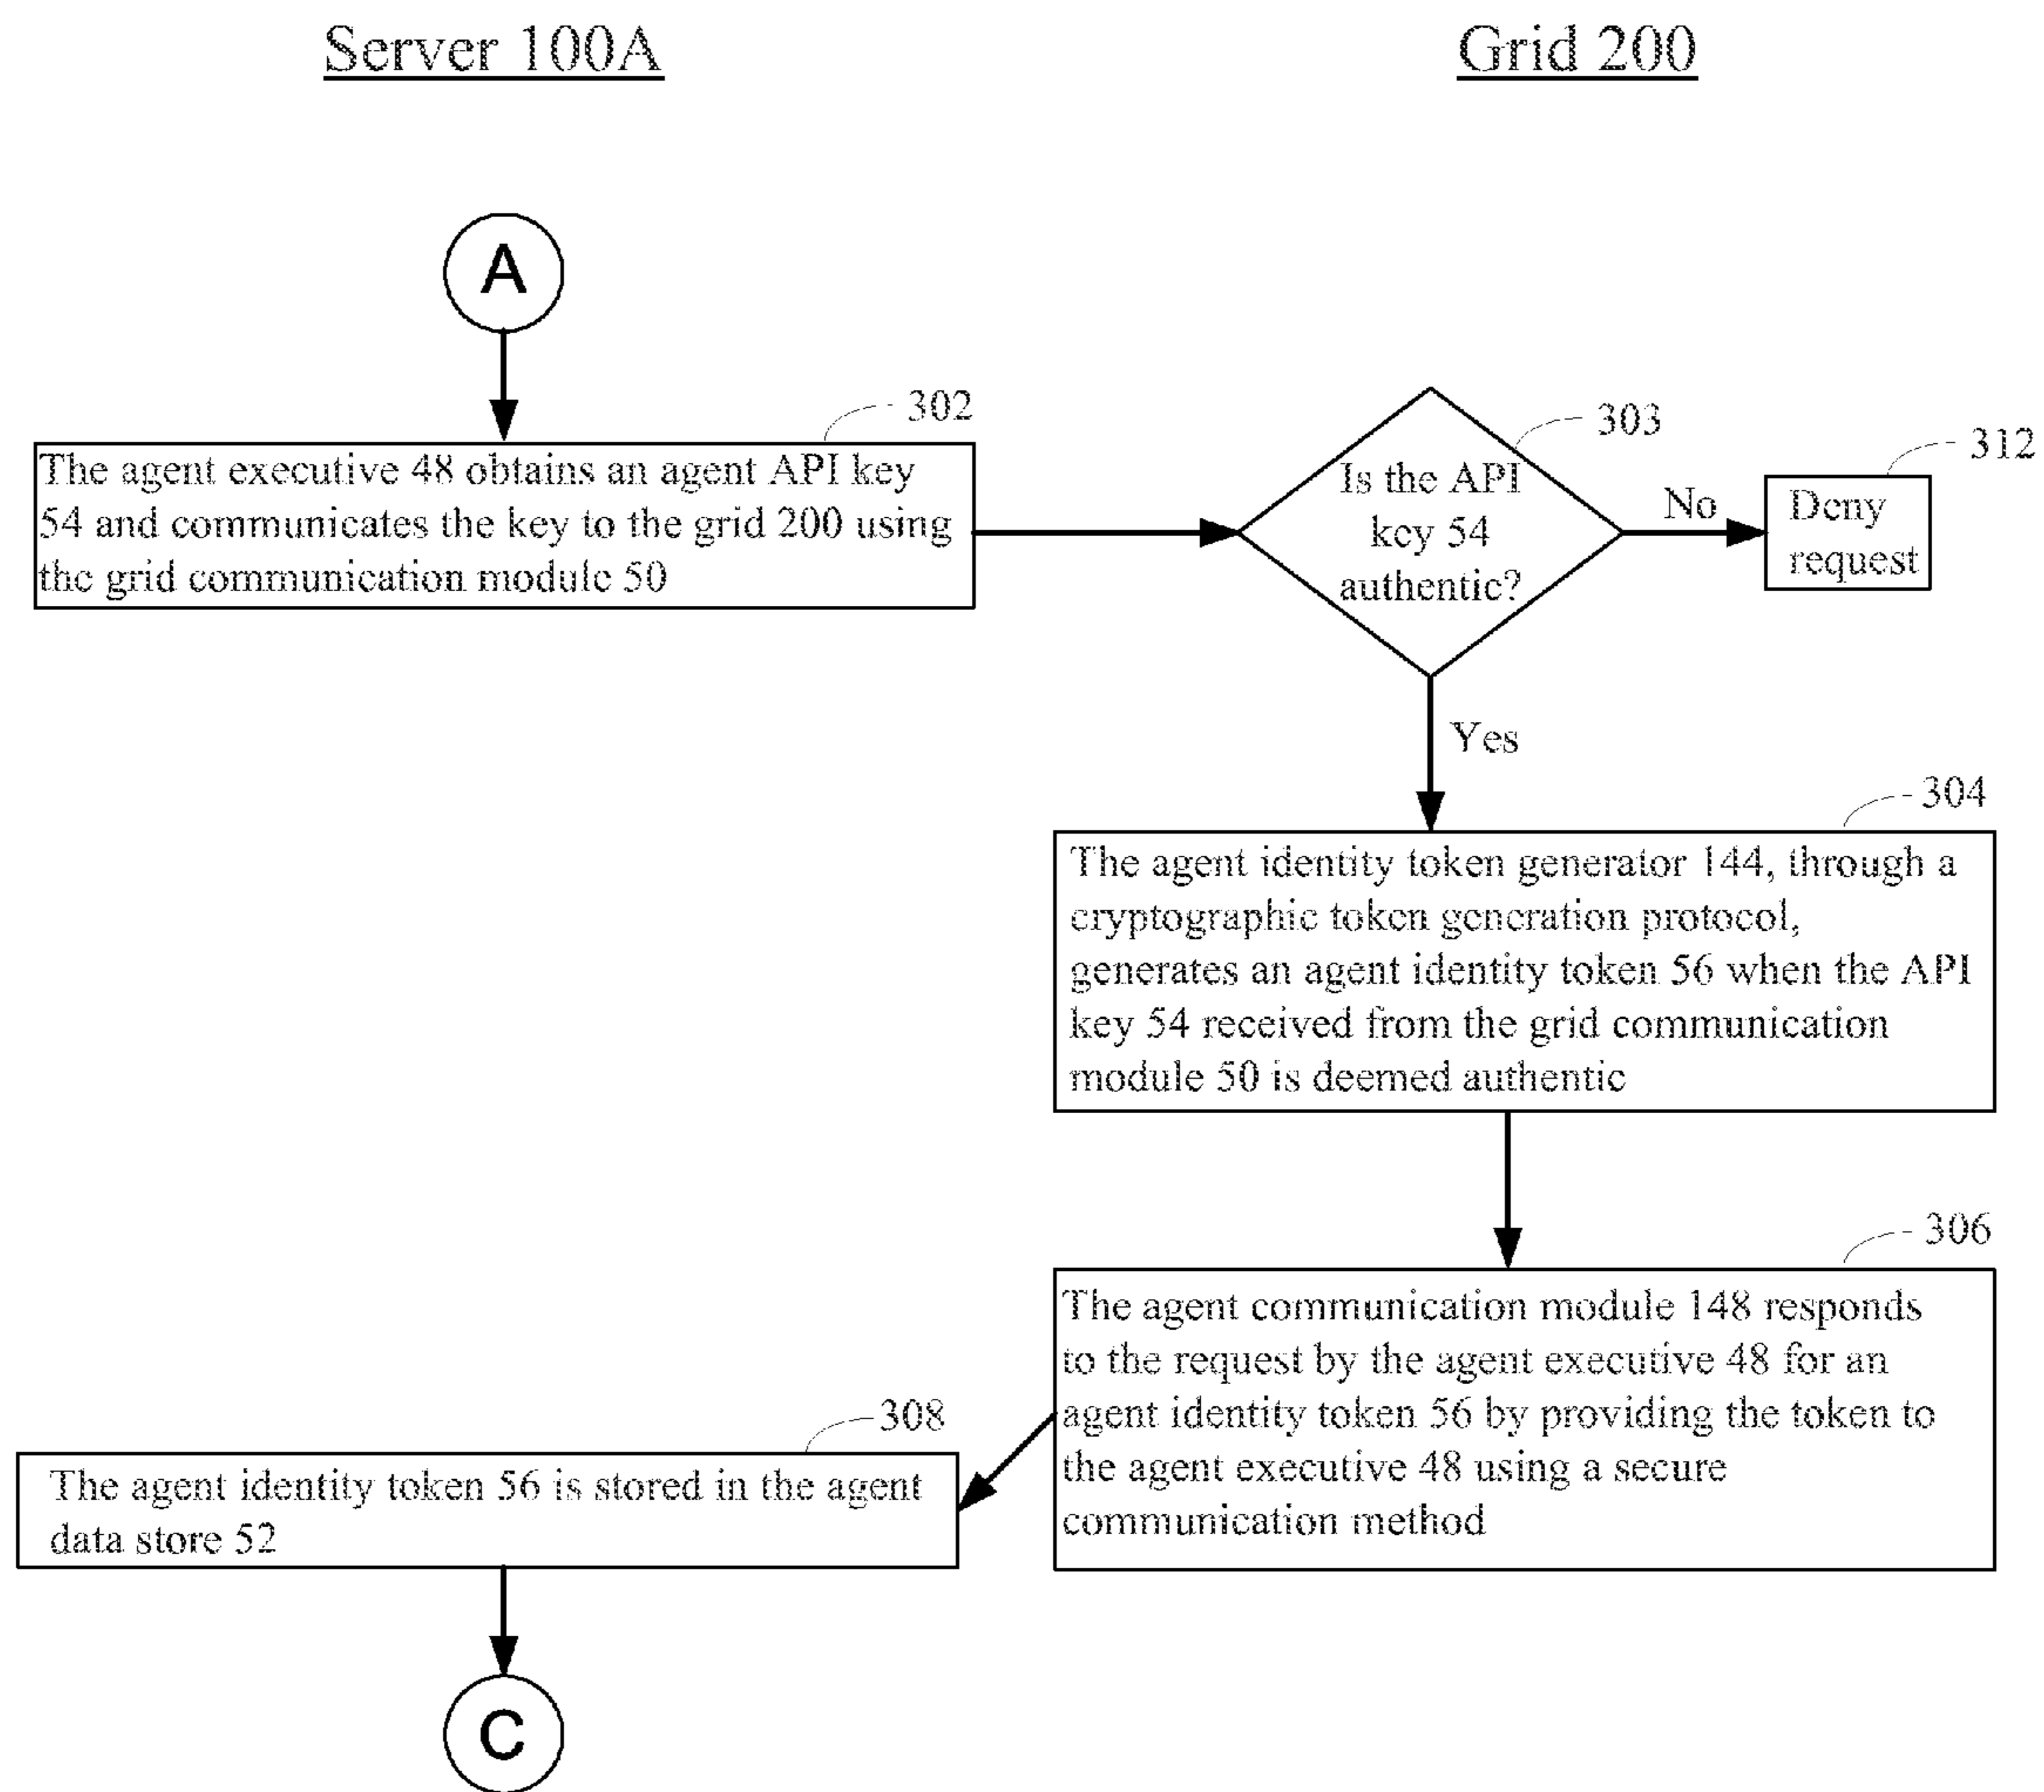 Server 100A
Grid 200
A
302
The agent executive 48 obtains an agent API key
54 and communicates the key to the grid 200 using
the grid communication module 50
303
Is the API
key 54
authentic?
No
312
Deny
request
Yes
304
The agent identity token generator 144, through a
cryptographic token generation protocol,
generates an agent identity token 56 when the API
key 54 received from the grid communication
module 50 is deemed authentic
306
The agent communication module 148 responds
to the request by the agent executive 48 for an
agent identity token 56 by providing the token to
the agent executive 48 using a secure
communication method
308
The agent identity token 56 is stored in the agent
data store 52
C